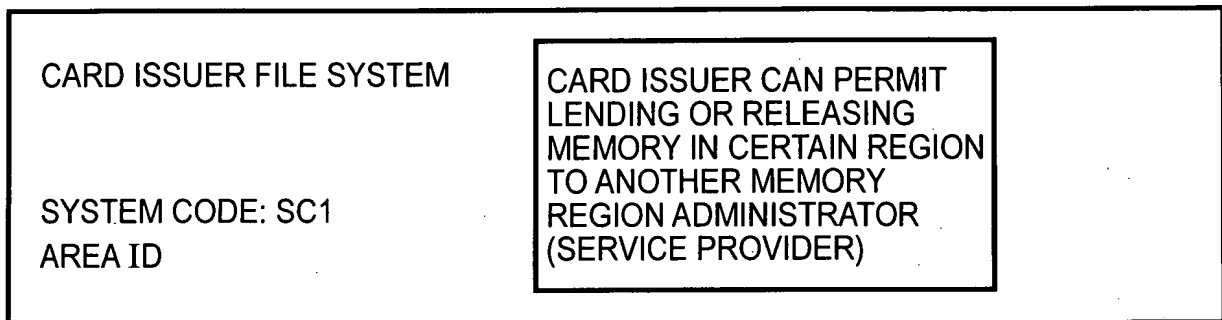 CARD ISSUER FILE SYSTEM
SYSTEM CODE: SC1
AREA ID
CARD ISSUER CAN PERMIT
LENDING OR RELEASING
MEMORY IN CERTAIN REGION
TO ANOTHER MEMORY
REGION ADMINISTRATOR
(SERVICE PROVIDER)